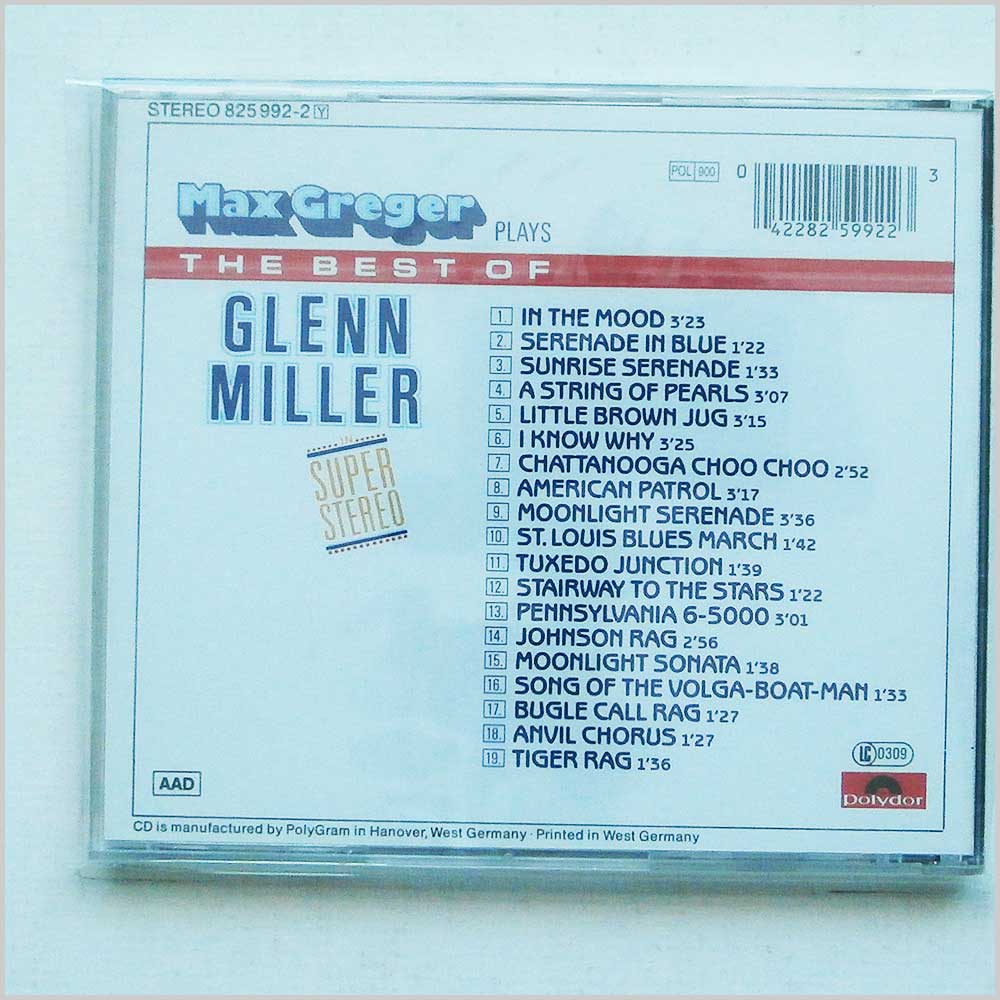 STEREO 825 992-2 Y
POL 900
0 42282 59922 3
Max Greger PLAYS
THE BEST OF
GLENN
MILLER
IN
SUPER
STEREO
1. IN THE MOOD 3'23
2. SERENADE IN BLUE 1'22
3. SUNRISE SERENADE 1'33
4. A STRING OF PEARLS 3'07
5. LITTLE BROWN JUG 3'15
6. I KNOW WHY 3'25
7. CHATTANOOGA CHOO CHOO 2'52
8. AMERICAN PATROL 3'17
9. MOONLIGHT SERENADE 3'36
10. ST. LOUIS BLUES MARCH 1'42
11. TUXEDO JUNCTION 1'39
12. STAIRWAY TO THE STARS 1'22
13. PENNSYLVANIA 6-5000 3'01
14. JOHNSON RAG 2'56
15. MOONLIGHT SONATA 1'38
16. SONG OF THE VOLGA-BOAT-MAN 1'33
17. BUGLE CALL RAG 1'27
18. ANVIL CHORUS 1'27
19. TIGER RAG 1'36
LC 0309
AAD
polydor
CD is manufactured by PolyGram in Hanover, West Germany · Printed in West Germany